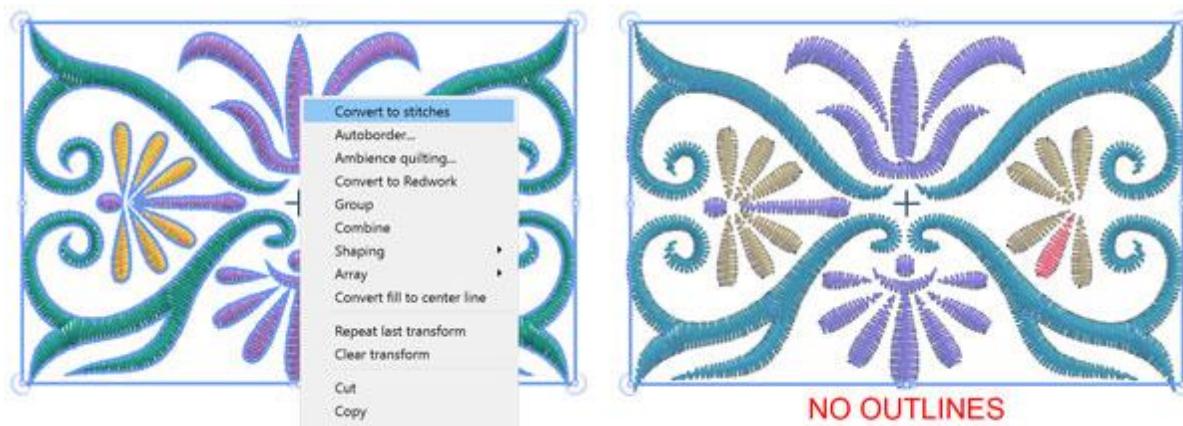 Convert to stitches
Autoborder...
Ambience quilting...
Convert to Redwork
Group
Combine
Shaping
Array
Convert fill to center line
Repeat last transform
Clear transform
Cut
Copy
NO OUTLINES